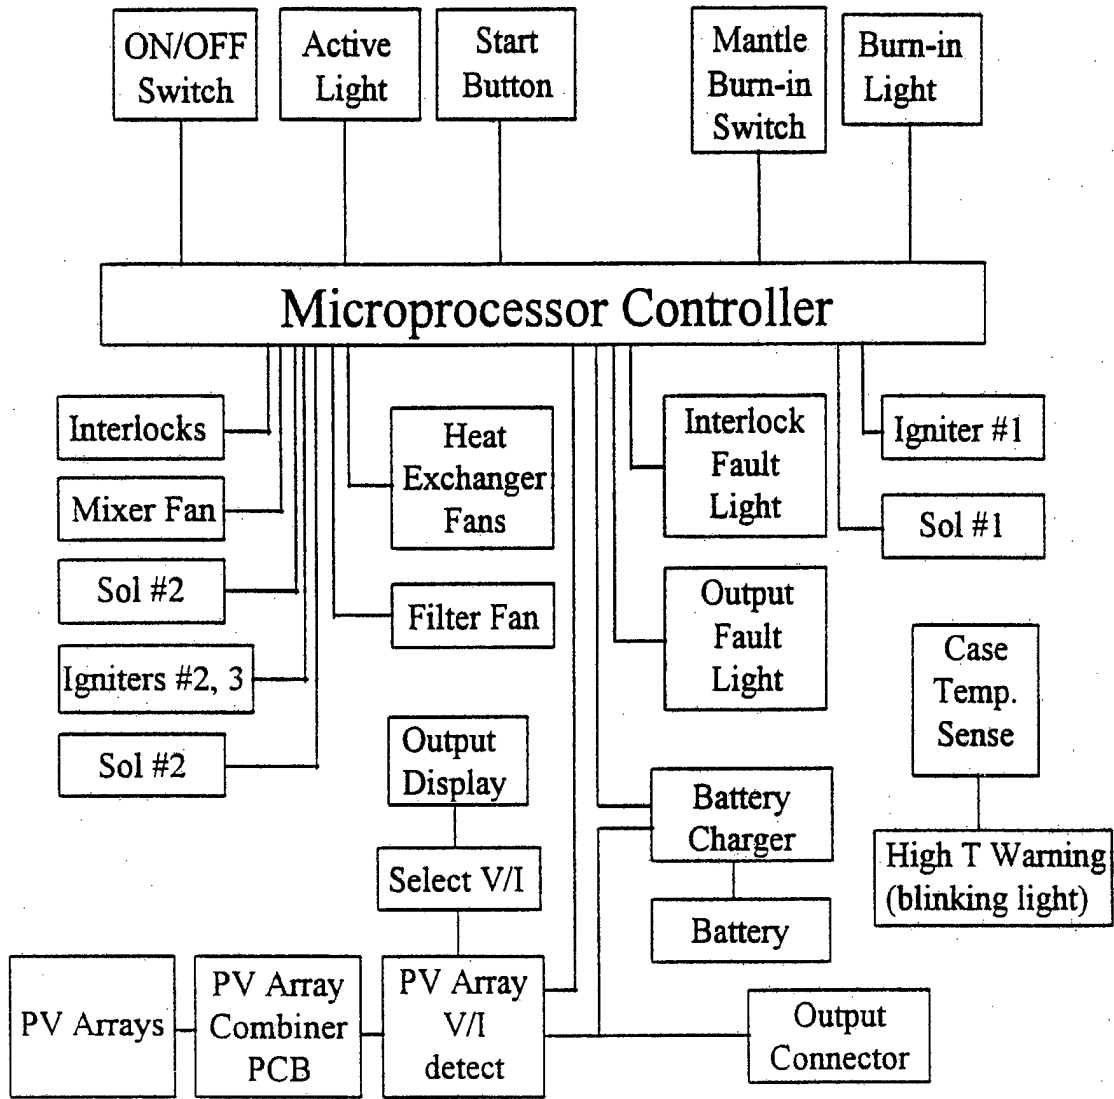 ON/OFF
Switch
Active
Light
Start
Button
Mantle
Burn-in
Switch
Burn-in
Light
Microprocessor Controller
Interlocks
Mixer Fan
Sol #2
Igniters #2, 3
Sol #2
Heat
Exchanger
Fans
Filter Fan
Interlock
Fault
Light
Output
Fault
Light
Igniter #1
Sol #1
Case
Temp.
Sense
High T Warning
(blinking light)
Output
Display
Select V/I
Battery
Charger
Battery
PV Arrays
PV Array
Combiner
PCB
PV Array
V/I
detect
Output
Connector